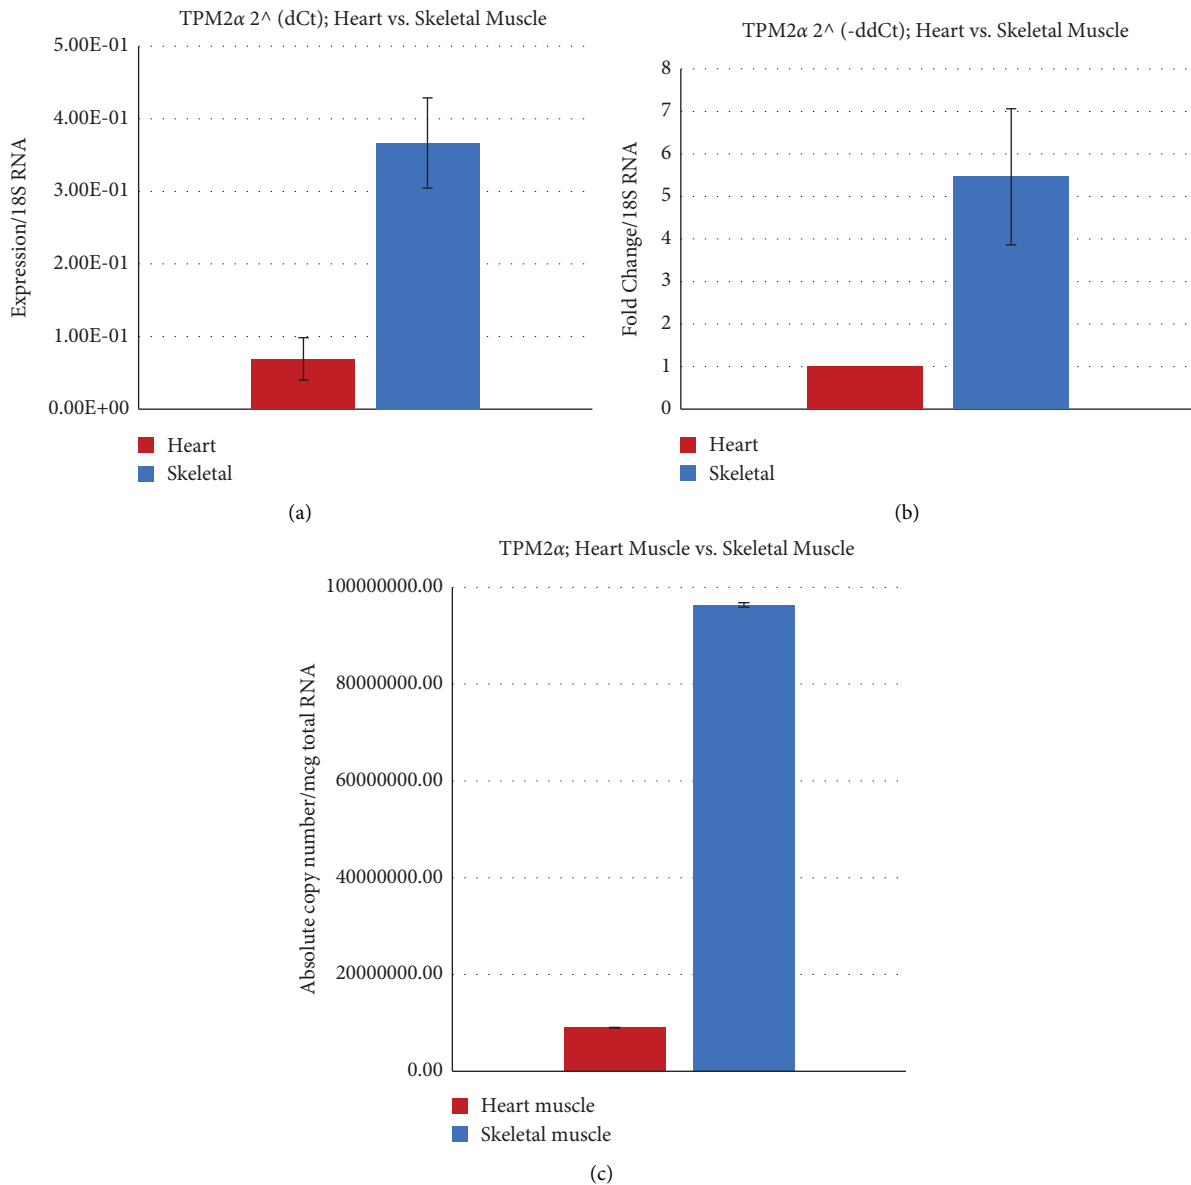 TPM2α 2^ (dCt); Heart vs. Skeletal Muscle
5.00E-01
4.00E-01
3.00E-01
2.00E-01
1.00E-01
0.00E+00
Expression/18S RNA
Heart
Skeletal
(a)
TPM2α 2^ (-ddCt); Heart vs. Skeletal Muscle
8
7
6
5
4
3
2
1
0
Fold Change/18S RNA
Heart
Skeletal
(b)
TPM2α; Heart Muscle vs. Skeletal Muscle
100000000.00
80000000.00
60000000.00
40000000.00
20000000.00
0.00
Absolute copy number/mcg total RNA
Heart muscle
Skeletal muscle
(c)